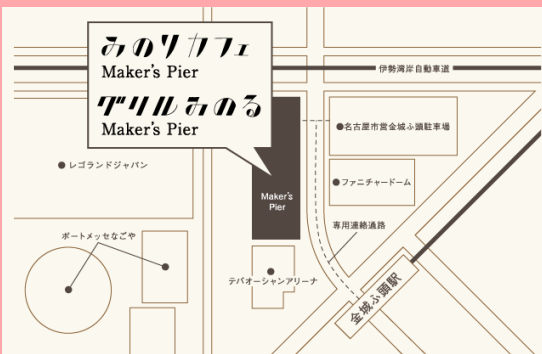 みのりカフェ
Maker's Pier
グリルみのる
Maker's Pier
伊勢湾岸自動車道
名古屋市営金城ふ頭駐車場
レゴランドジャパン
ファニチャードーム
Maker's
Pier
専用連絡通路
ポートメッセなごや
テバオーシャンアリーナ
金城ふ頭駅